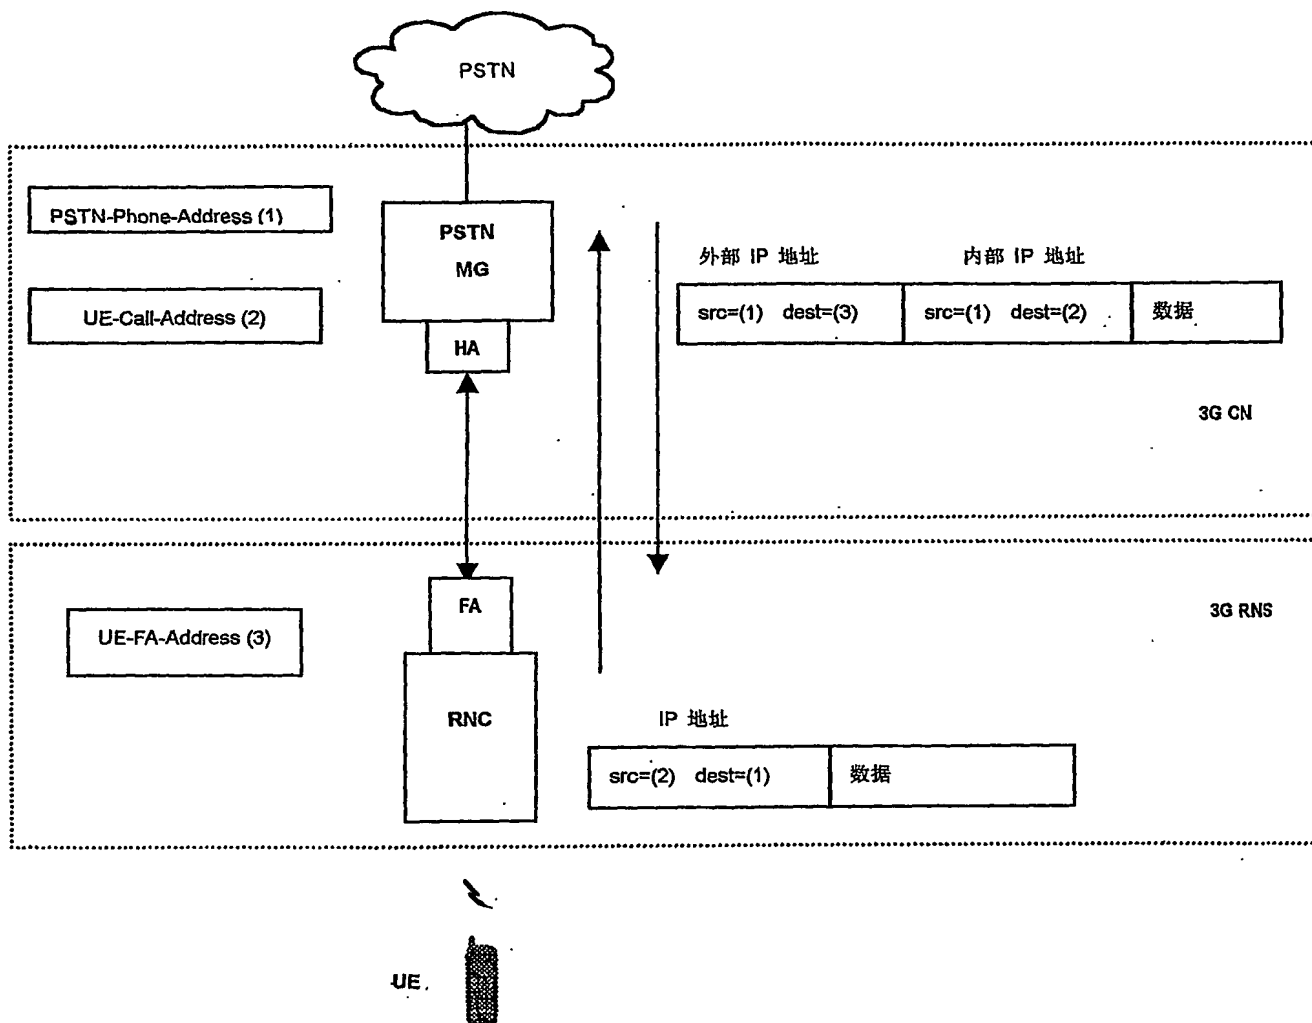 PSTN
PSTN-Phone-Address (1)
PSTN
MG
外部 IP 地址
内部 IP 地址
UE-Call-Address (2)
src=(1) dest=(3)
src=(1) dest=(2)
数据
HA
3G CN
FA
UE-FA-Address (3)
3G RNS
RNC
IP 地址
src=(2) dest=(1)
数据
UE